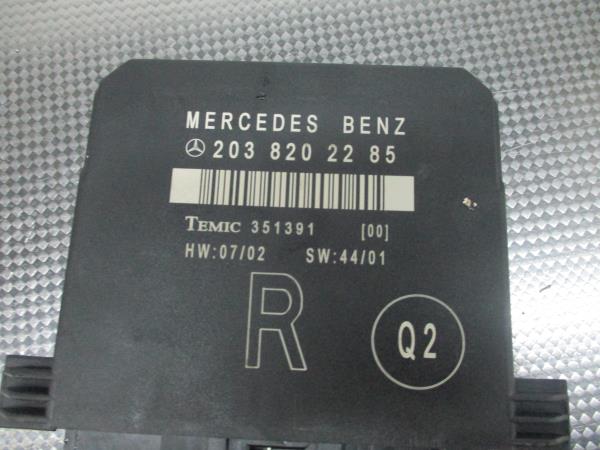 MERCEDES BENZ
203 820 22 85
TEMIC 351391 [00]
HW:07/02 SW:44/01
R
Q2